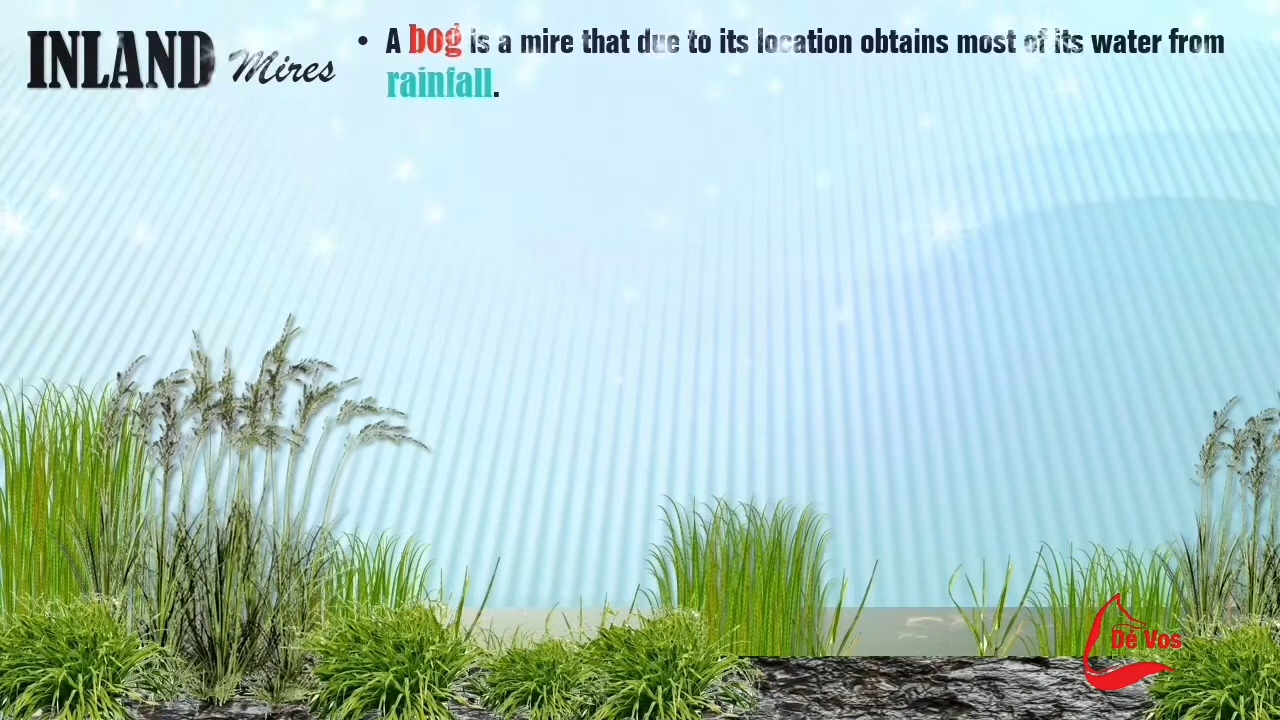 INLAND Mires
• A bog is a mire that due to its location obtains most of its water from
rainfall.
De Vos